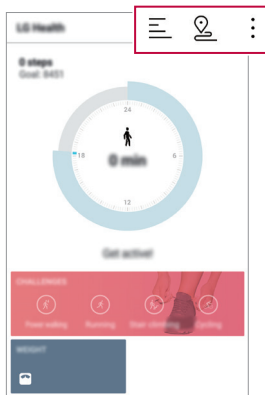 LG Health
0 steps
Goal: 8451
24
18
6
0 min
12
Get active!
CHALLENGES
Power walking Running Stair climbing Cycling
WEIGHT